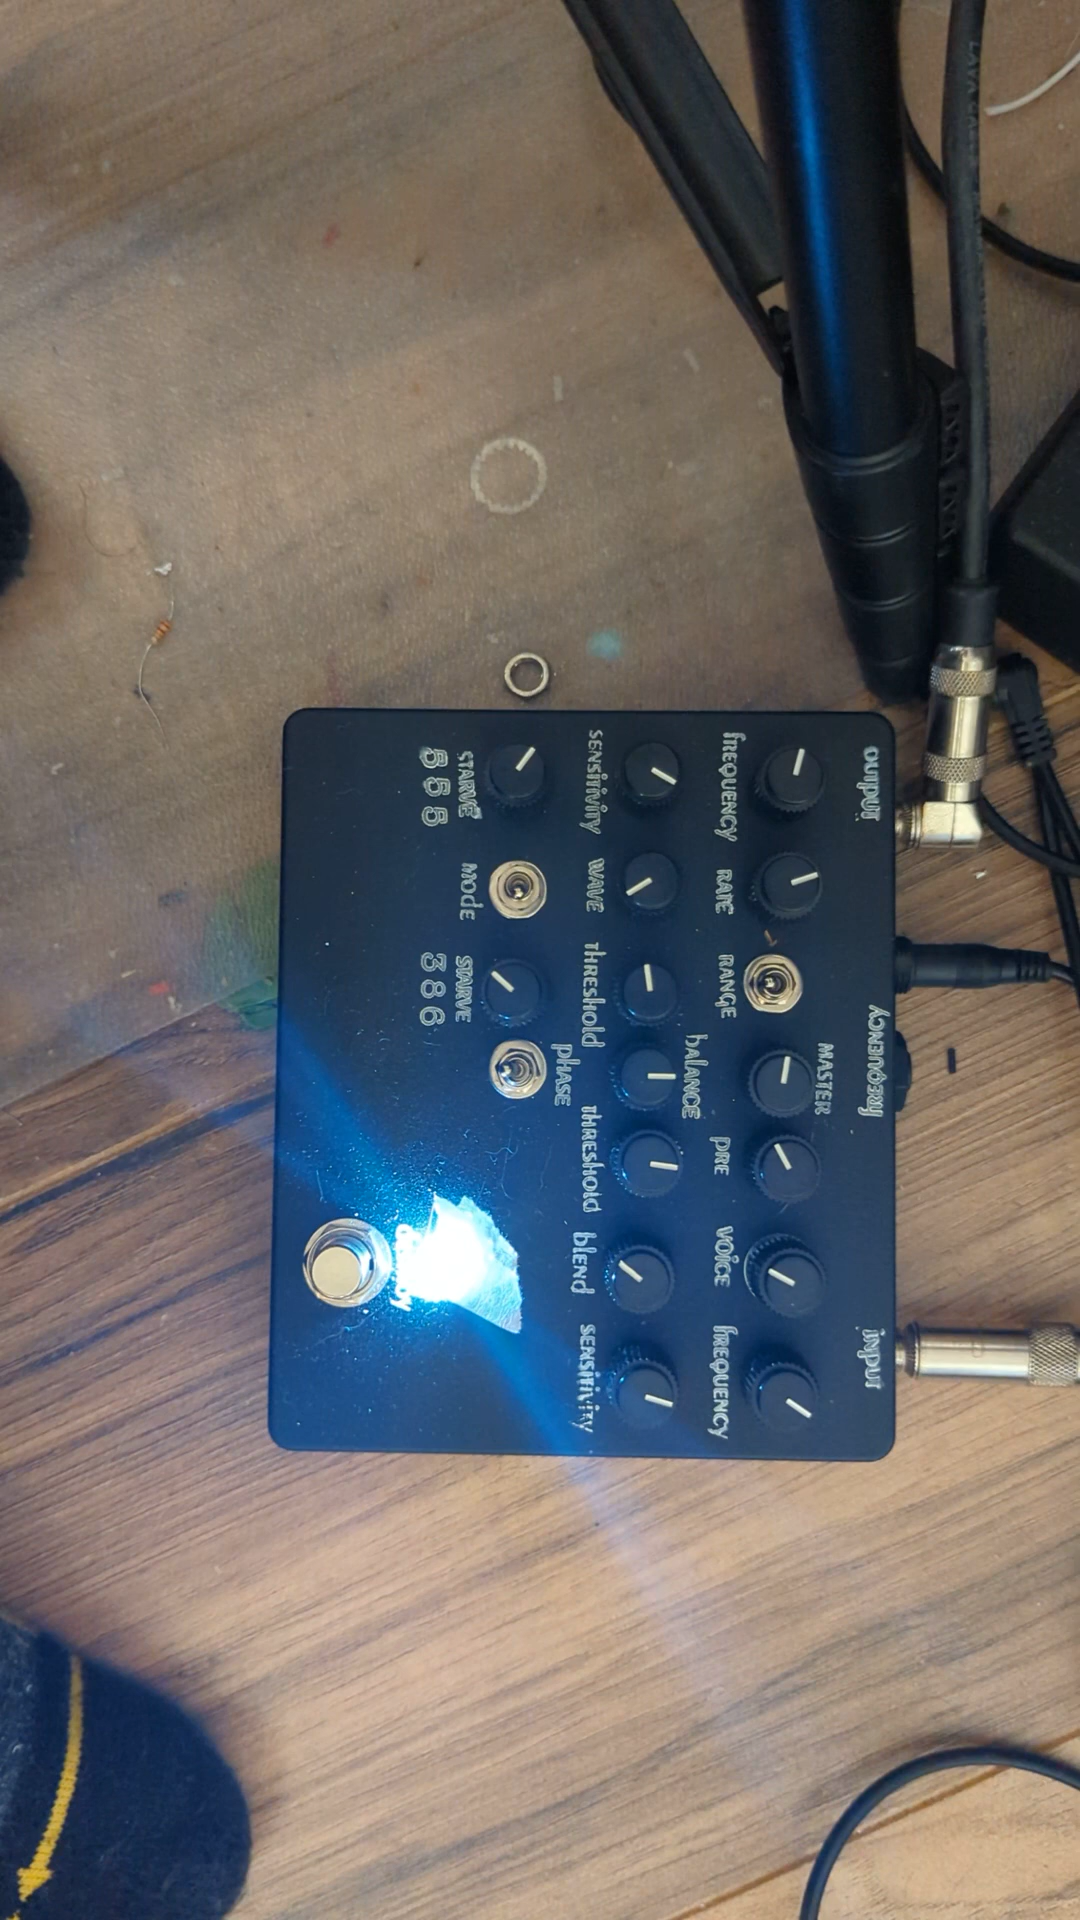 OUTPUT fREQUENCY iNPUT
MASTER
fREQUENCY RATE RANGE PRE VOiCE fREQUENCY
bALANCE
SENSiTiViTy WAVE ThREShOld ThREShOld blENd SENSiTiViTy
phASE
STARVE MOdE STARVE
555 386